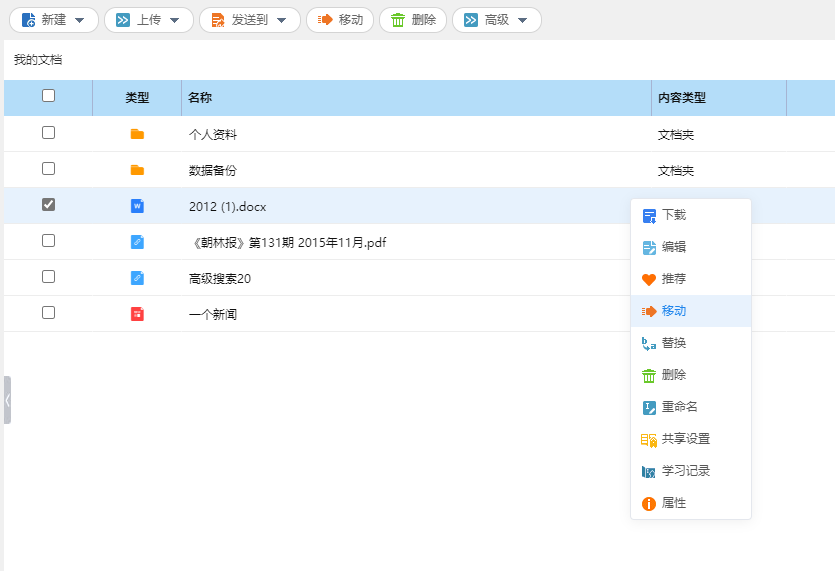 新建 上传 发送到 移动 删除 高级
我的文档
类型 名称 内容类型
个人资料 文档夹
数据备份 文档夹
2012 (1).docx
《朝林报》第131期 2015年11月.pdf
高级搜索20
一个新闻
下载
编辑
推荐
移动
替换
删除
重命名
共享设置
学习记录
属性